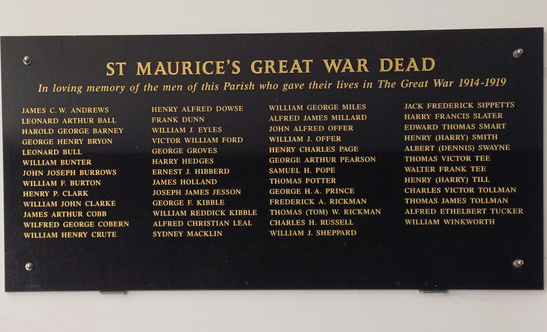 ST MAURICE'S GREAT WAR DEAD
In loving memory of the men of this Parish who gave their lives in The Great War 1914-1919
JAMES C. W. ANDREWS
LEONARD ARTHUR BALL
HAROLD GEORGE BARNEY
GEORGE HENRY BRYON
LEONARD BULL
WILLIAM BUNTER
JOHN JOSEPH BURROWS
WILLIAM F. BURTON
HENRY P. CLARK
WILLIAM JOHN CLARKE
JAMES ARTHUR COBB
WILFRED GEORGE COBERN
WILLIAM HENRY CRUTE
HENRY ALFRED DOWSE
FRANK DUNN
WILLIAM J. EYLES
VICTOR WILLIAM FORD
GEORGE GROVES
HARRY HEDGES
ERNEST J. HIBBERD
JAMES HOLLAND
JOSEPH JAMES JESSON
GEORGE F. KIBBLE
WILLIAM REDDICK KIBBLE
ALFRED CHRISTIAN LEAL
SYDNEY MACKLIN
WILLIAM GEORGE MILES
ALFRED JAMES MILLARD
JOHN ALFRED OFFER
WILLIAM J. OFFER
HENRY CHARLES PAGE
GEORGE ARTHUR PEARSON
SAMUEL H. POPE
THOMAS POTTER
GEORGE H. A. PRINCE
FREDERICK A. RICKMAN
THOMAS (TOM) W. RICKMAN
CHARLES H. RUSSELL
WILLIAM J. SHEPPARD
JACK FREDERICK SIPPETTS
HARRY FRANCIS SLATER
EDWARD THOMAS SMART
HENRY (HARRY) SMITH
ALBERT (DENNIS) SWAYNE
THOMAS VICTOR TEE
WALTER FRANK TEE
HENRY (HARRY) TILL
CHARLES VICTOR TOLLMAN
THOMAS JAMES TOLLMAN
ALFRED ETHELBERT TUCKER
WILLIAM WINKWORTH